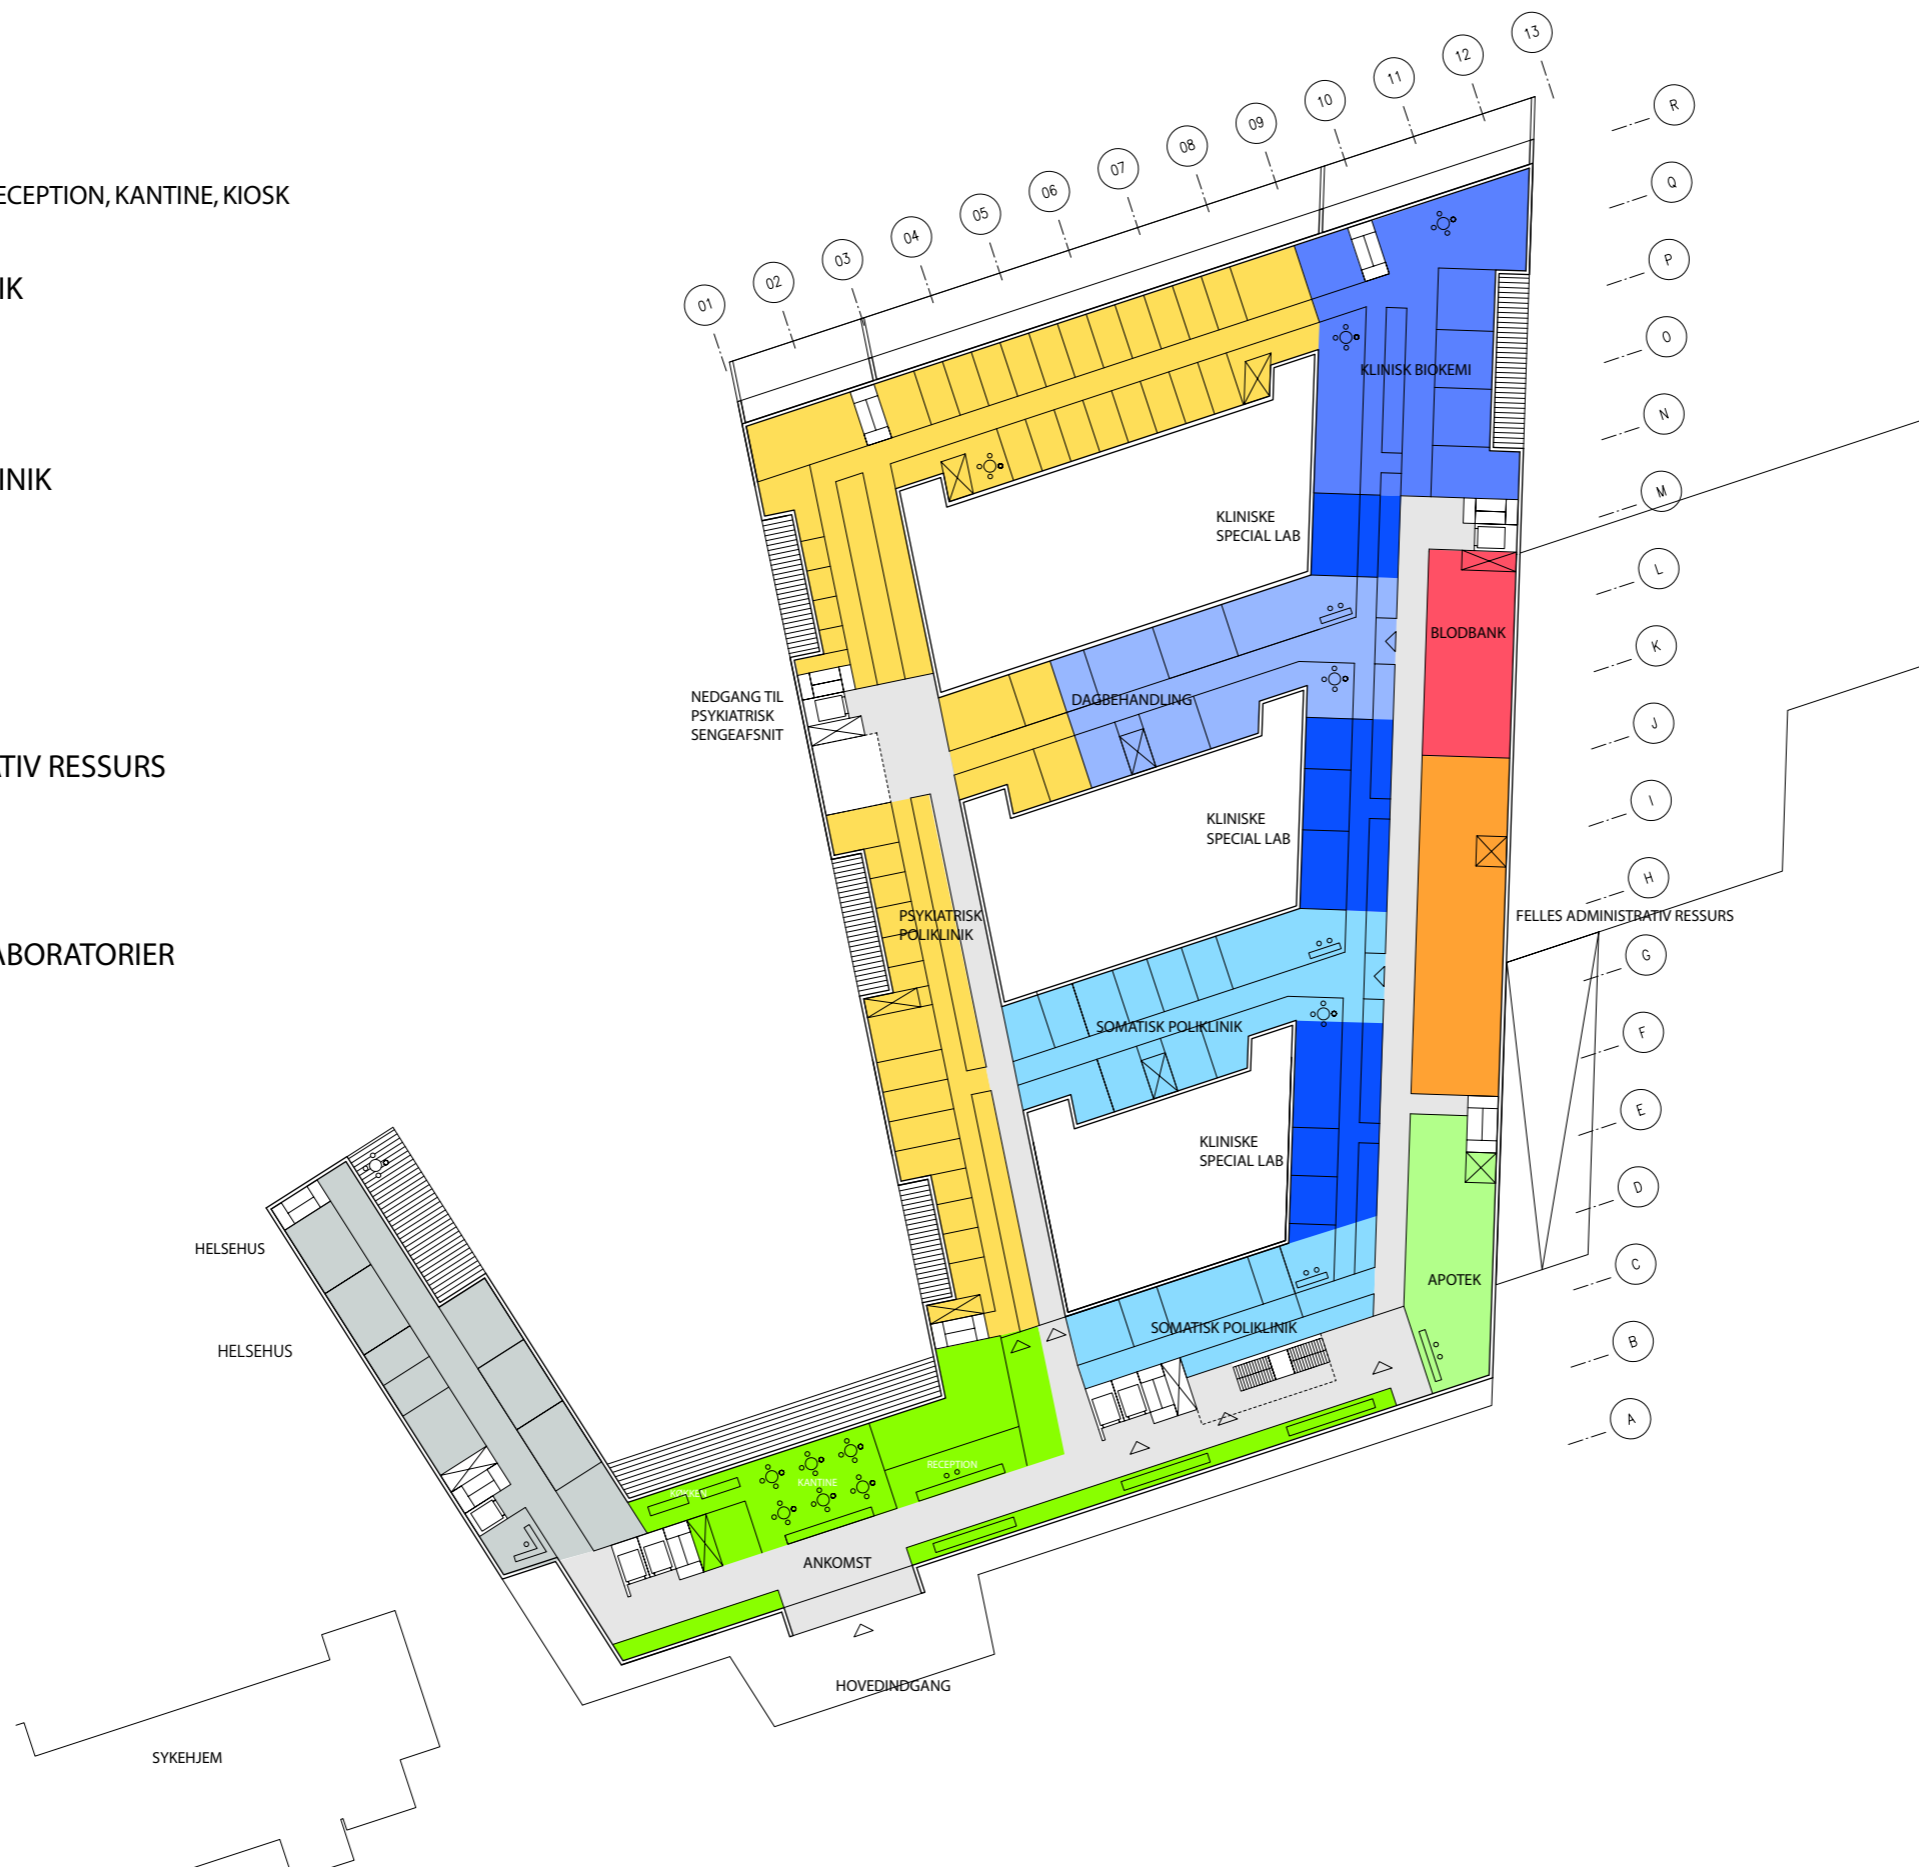 13
12
11
10
09
08
07
06
05
04
03
02
01
R
Q
P
O
N
M
L
K
J
I
H
G
F
E
D
C
B
A
ECEPTION, KANTINE, KIOSK
IK
INIK
ATIV RESSURS
ABORATORIER
KLINISK BIOKEMI
KLINISKE
SPECIAL LAB
BLODBANK
NEDGANG TIL
PSYKIATRISK
SENGEAFSNIT
DAGBEHANDLING
KLINISKE
SPECIAL LAB
PSYKIATRISK
POLIKLINIK
FELLES ADMINISTRATIV RESSURS
SOMATISK POLIKLINIK
KLINISKE
SPECIAL LAB
HELSEHUS
APOTEK
SOMATISK POLIKLINIK
HELSEHUS
RECEPTION
KANTINE
ANKOMST
HOVEDINDGANG
SYKEHJEM